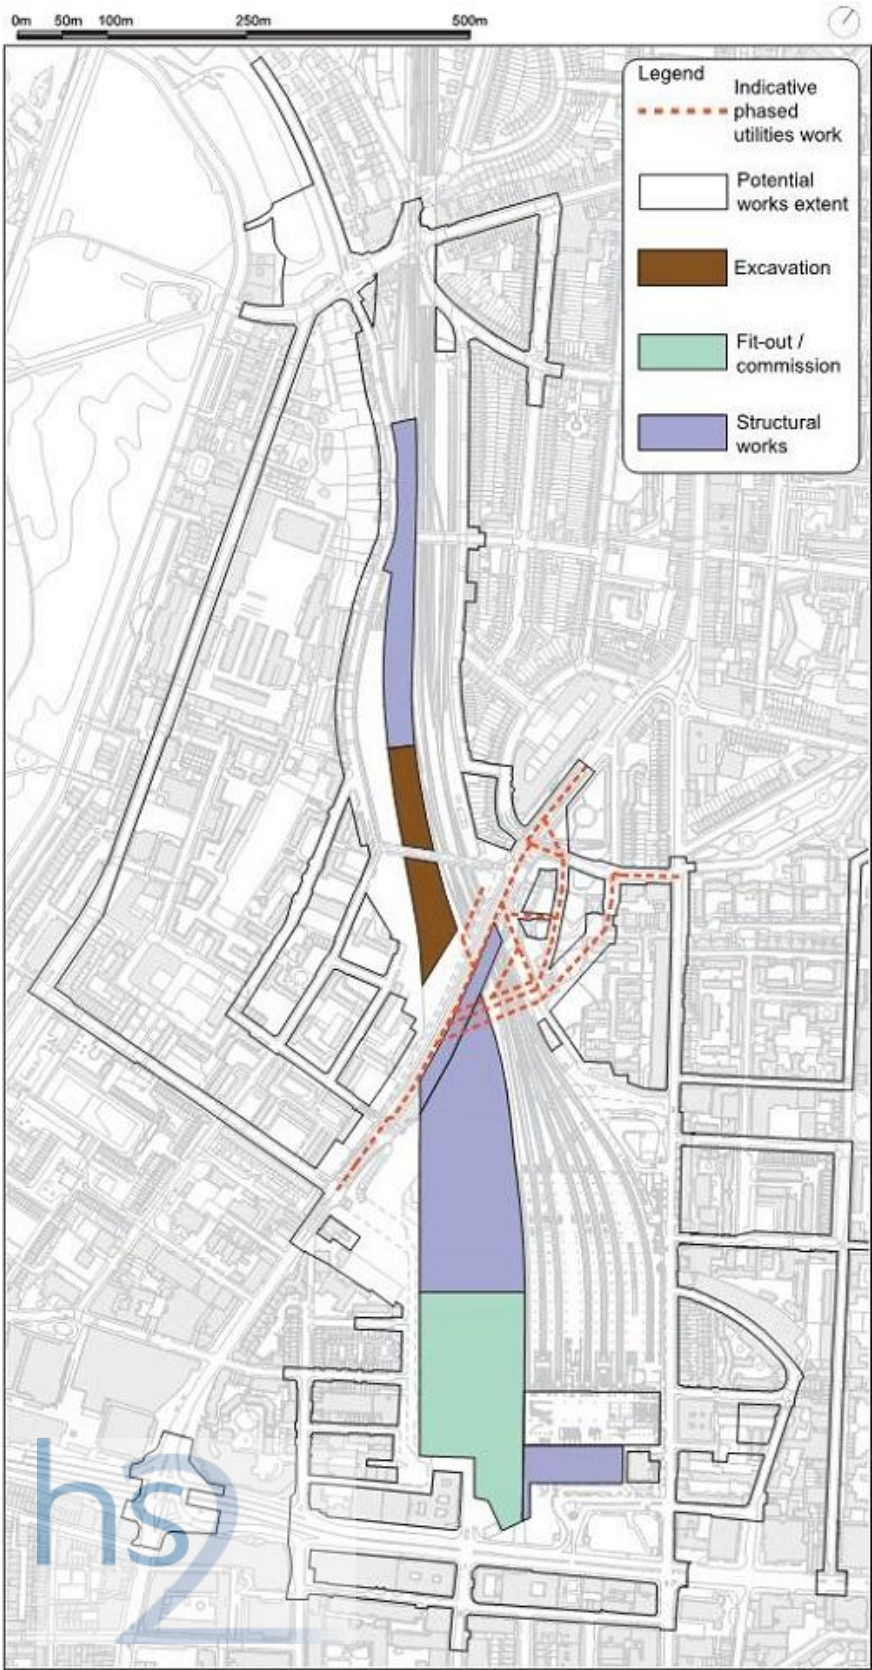 0m 50m 100m 250m 500m
Legend
Indicative
phased
utilities work
Potential
works extent
Excavation
Fit-out /
commission
Structural
works
hs2